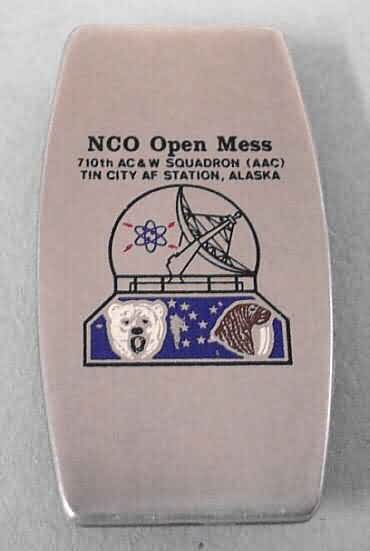 NCO Open Mess
710th AC&W SQUADRON (AAC)
TIN CITY AF STATION, ALASKA